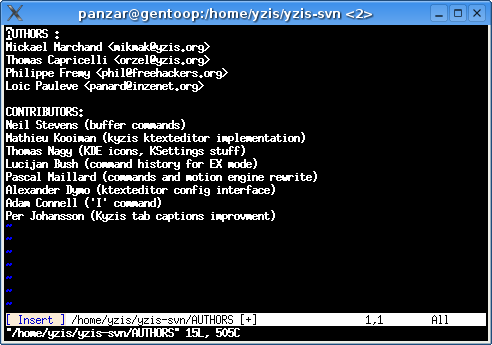 panzar@gentoop:/home/yzis/yzis-svn <2>
AUTHORS :
Mickael Marchand <mikmak@yzis.org>
Thomas Capricelli <orzel@yzis.org>
Philippe Fremy <phil@freehackers.org>
Loic Pauleve <panard@inzenet.org>
CONTRIBUTORS:
Neil Stevens (buffer commands)
Mathieu Kooiman (kyzis ktexteditor implementation)
Thomas Nagy (KDE icons, KSettings stuff)
Lucijan Bush (command history for EX mode)
Pascal Maillard (commands and motion engine rewrite)
Alexander Dymo (ktexteditor config interface)
Adam Connell ('I' command)
Per Johansson (Kyzis tab captions improvment)
~
~
~
~
~
~
~
[ Insert ] /home/yzis/yzis-svn/AUTHORS [+] 1,1 All
"/home/yzis/yzis-svn/AUTHORS" 15L, 505C